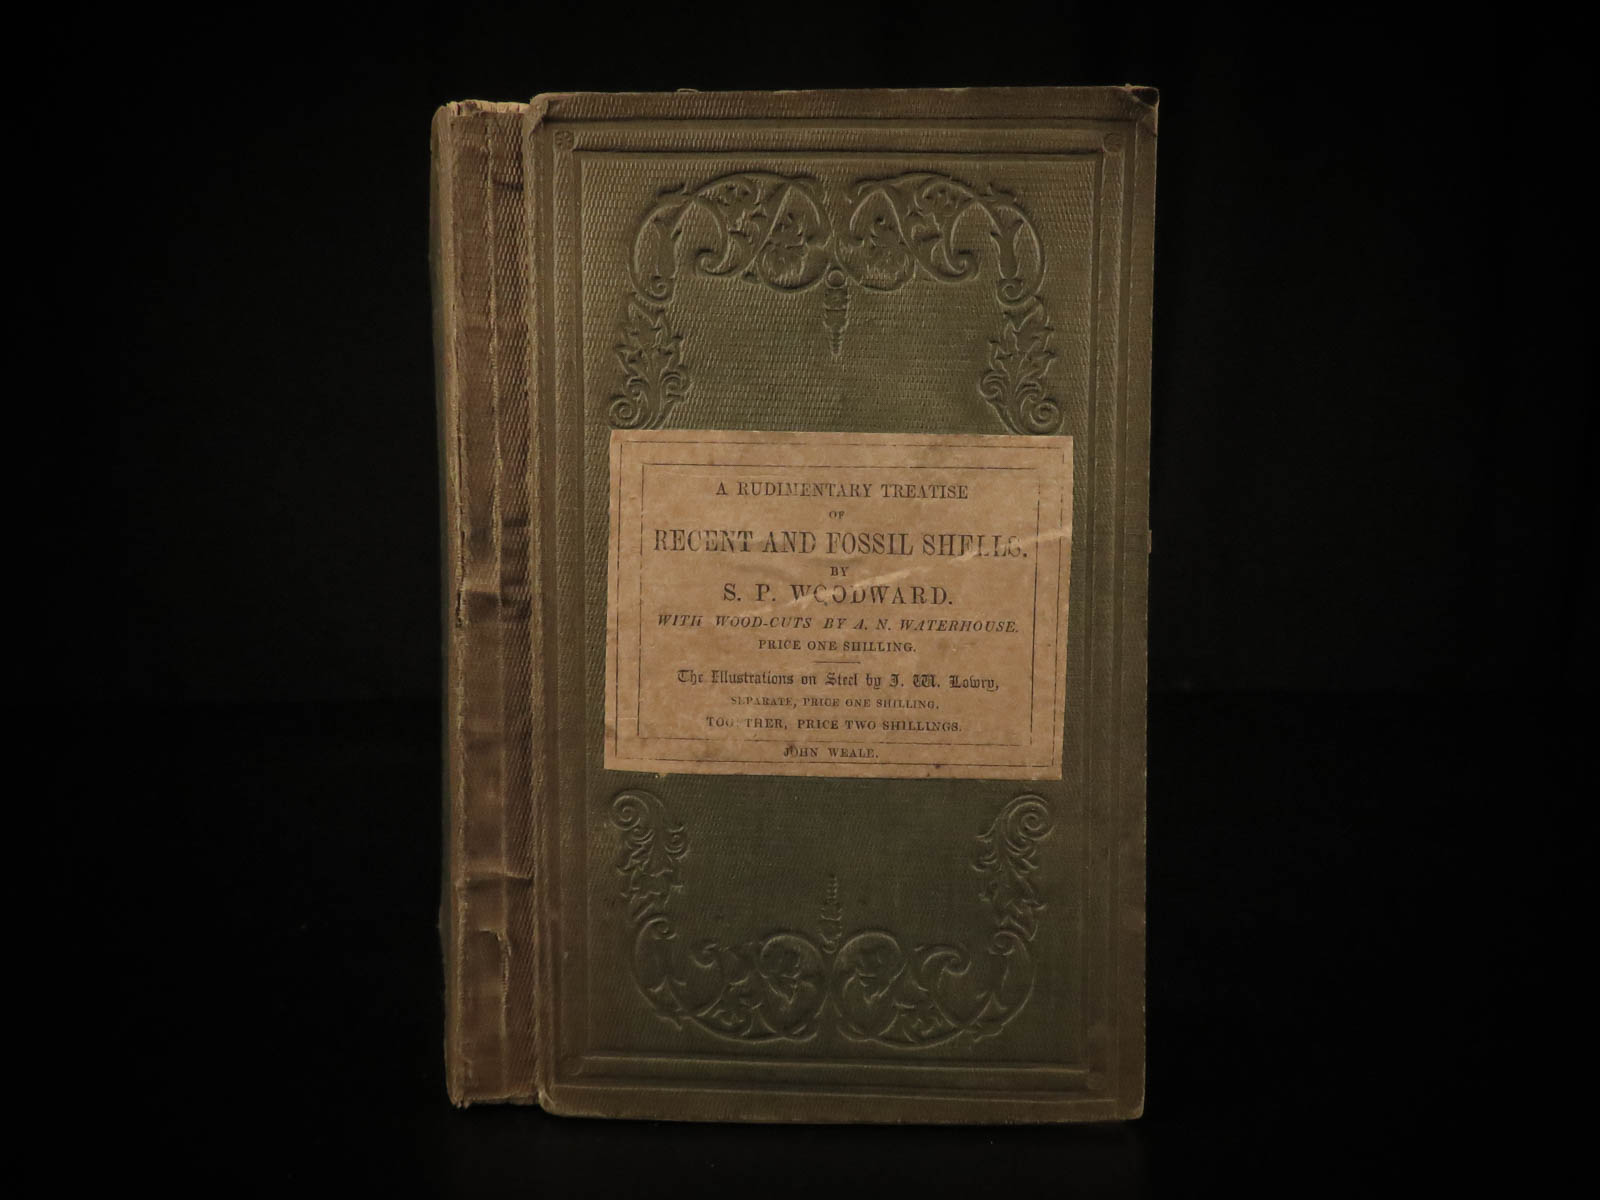 A RUDIMENTARY TREATISE
OF
RECENT AND FOSSIL SHELLS.
BY
S. P. WOODWARD.
WITH WOOD-CUTS BY A. N. WATERHOUSE.
PRICE ONE SHILLING.
The Illustrations on Steel by J. W. Lowry,
SEPARATE, PRICE ONE SHILLING.
TOGETHER, PRICE TWO SHILLINGS.
JOHN WEALE.